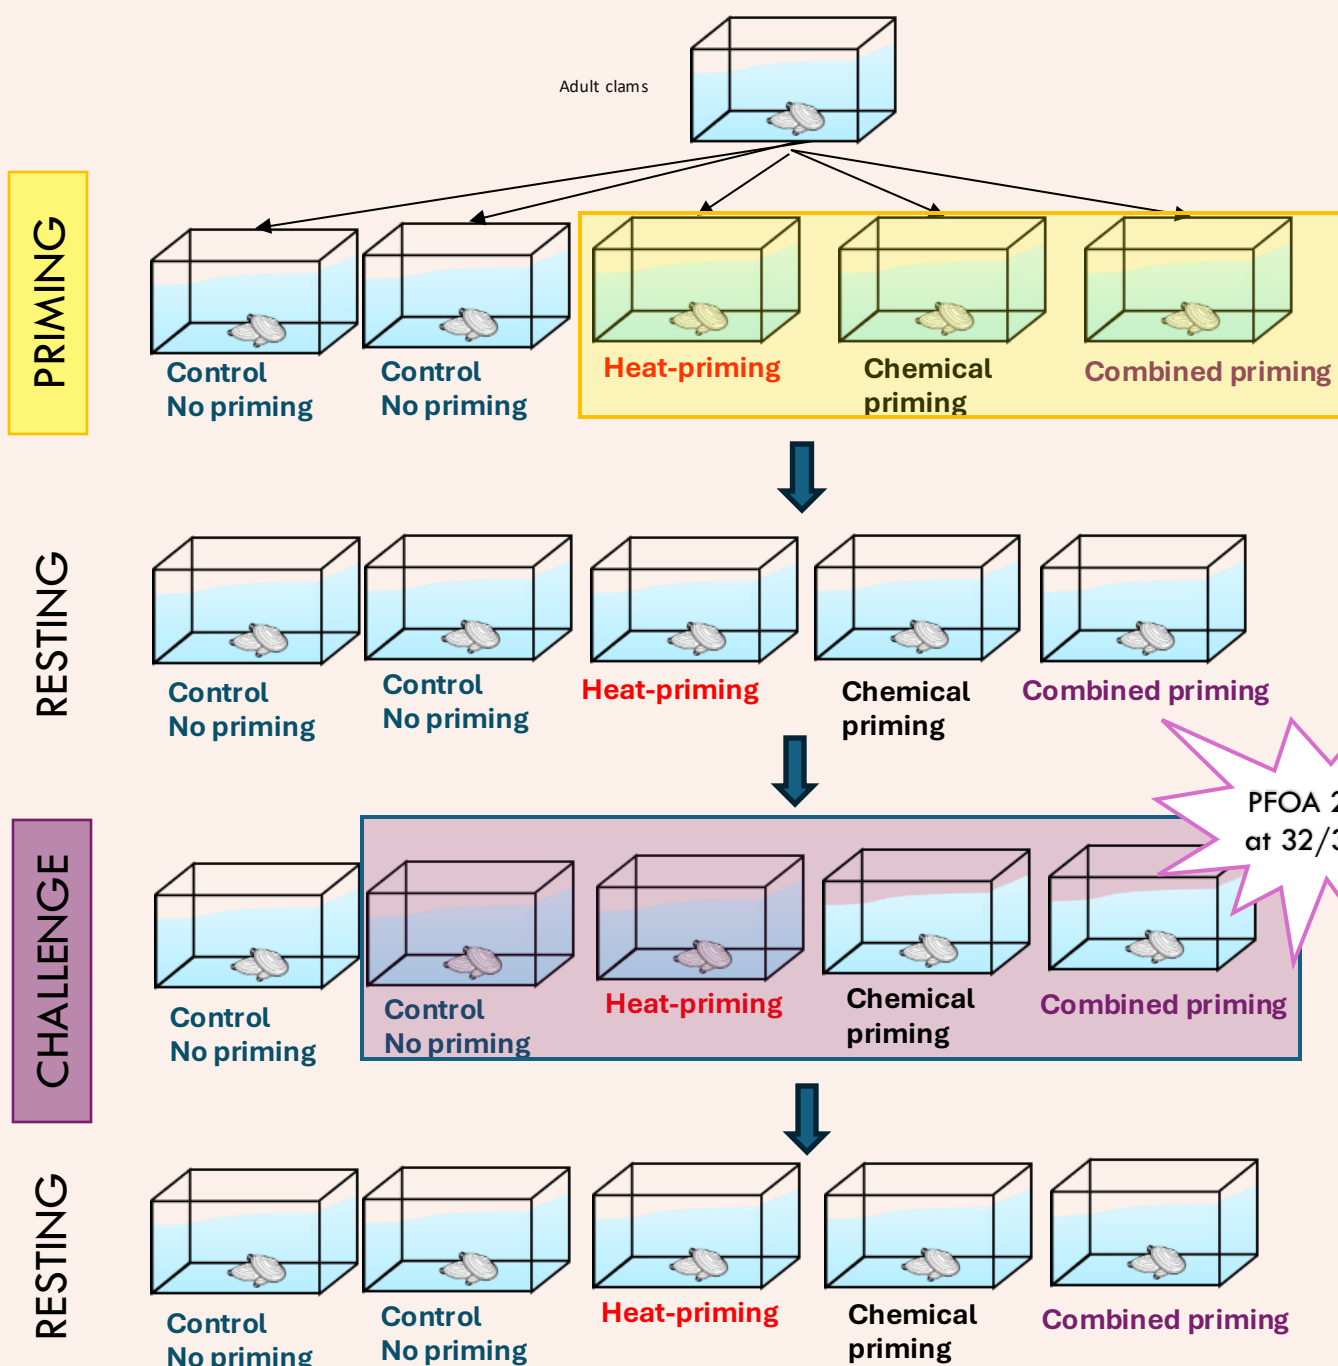 Adult clams
PRIMING
Control
No priming
Control
No priming
Heat-priming
Chemical
priming
Combined priming
RESTING
Control
No priming
Control
No priming
Heat-priming
Chemical
priming
Combined priming
PFOA 2
at 32/3
CHALLENGE
Control
No priming
Control
No priming
Heat-priming
Chemical
priming
Combined priming
RESTING
Control
No priming
Control
No priming
Heat-priming
Chemical
priming
Combined priming